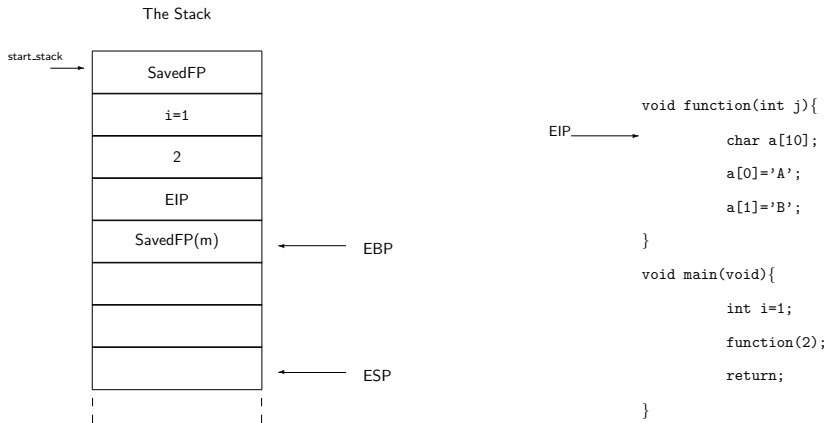 The Stack
start_stack
SavedFP
i=1
2
EIP
SavedFP(m)
EBP
ESP
EIP
void function(int j){
char a[10];
a[0]='A';
a[1]='B';
}
void main(void){
int i=1;
function(2);
return;
}